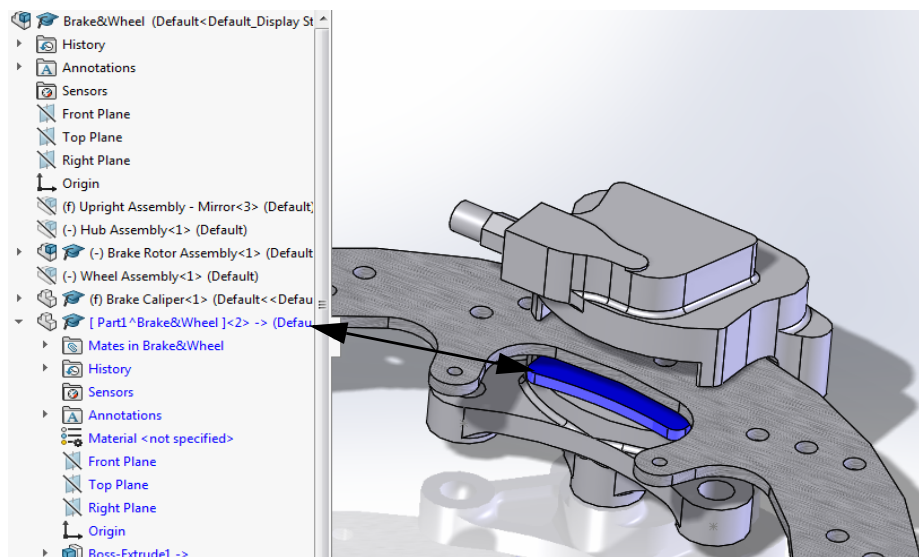 Brake&Wheel (Default<Default_Display St
History
Annotations
Sensors
Front Plane
Top Plane
Right Plane
Origin
(f) Upright Assembly - Mirror<3> (Default)
(-) Hub Assembly<1> (Default)
(-) Brake Rotor Assembly<1> (Default
(-) Wheel Assembly<1> (Default)
(f) Brake Caliper<1> (Default<<Defau
[ Part1^Brake&Wheel ]<2> -> (Defau
Mates in Brake&Wheel
History
Sensors
Annotations
Material <not specified>
Front Plane
Top Plane
Right Plane
Origin
Boss-Extrude1 ->